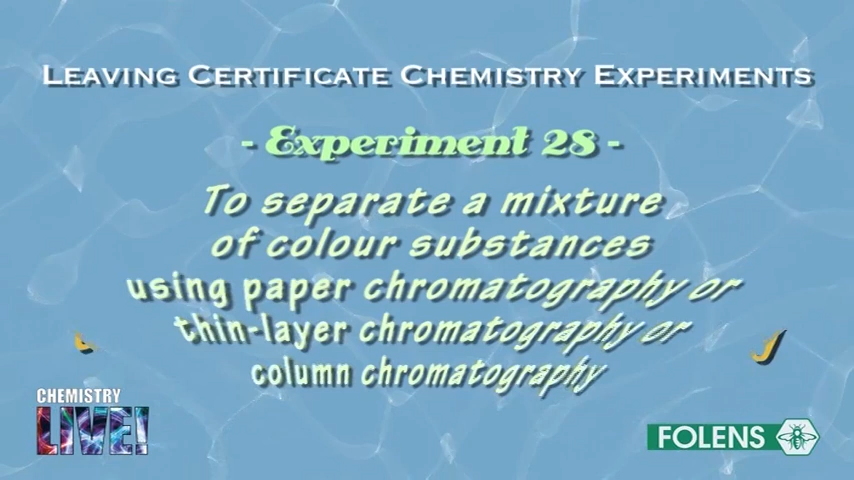 Leaving Certificate Chemistry Experiments
- Experiment 28 -
To separate a mixture
of colour substances
using paper chromatography or
thin-layer chromatography or
column chromatography
CHEMISTRY
LIVE!
FOLENS